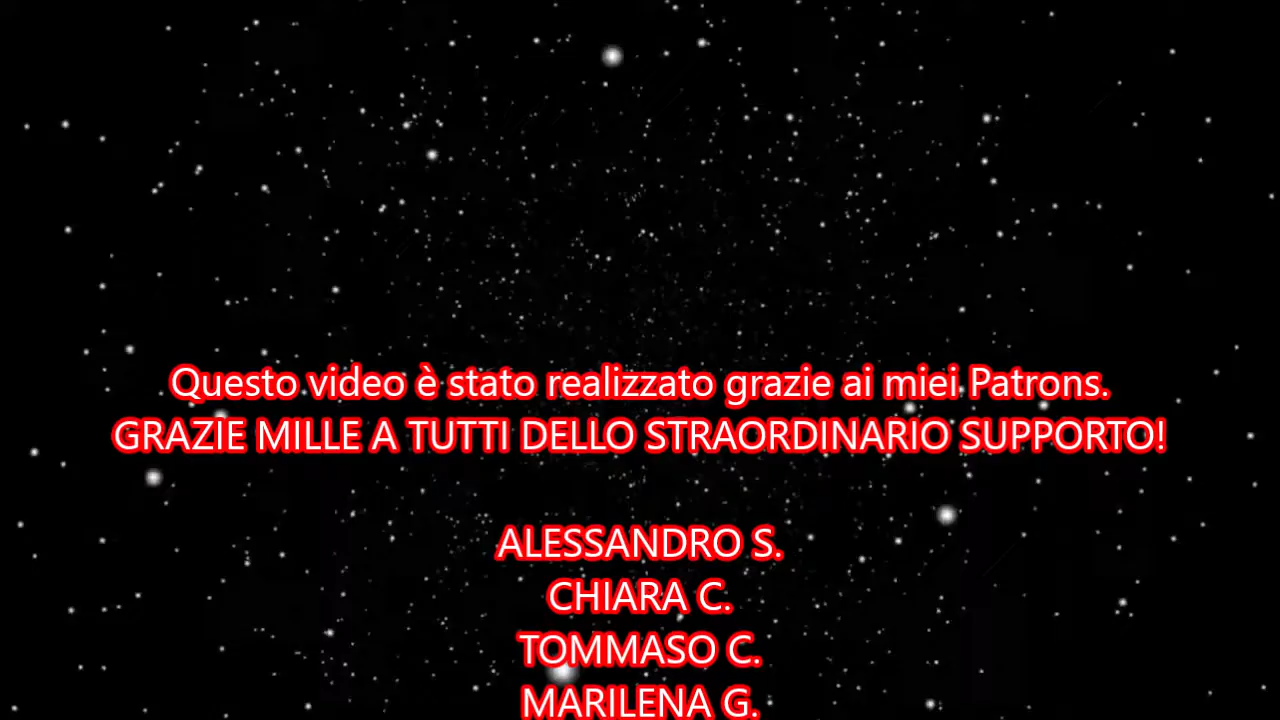 Questo video è stato realizzato grazie ai miei Patrons.
GRAZIE MILLE A TUTTI DELLO STRAORDINARIO SUPPORTO!
ALESSANDRO S.
CHIARA C.
TOMMASO C.
MARILENA G.